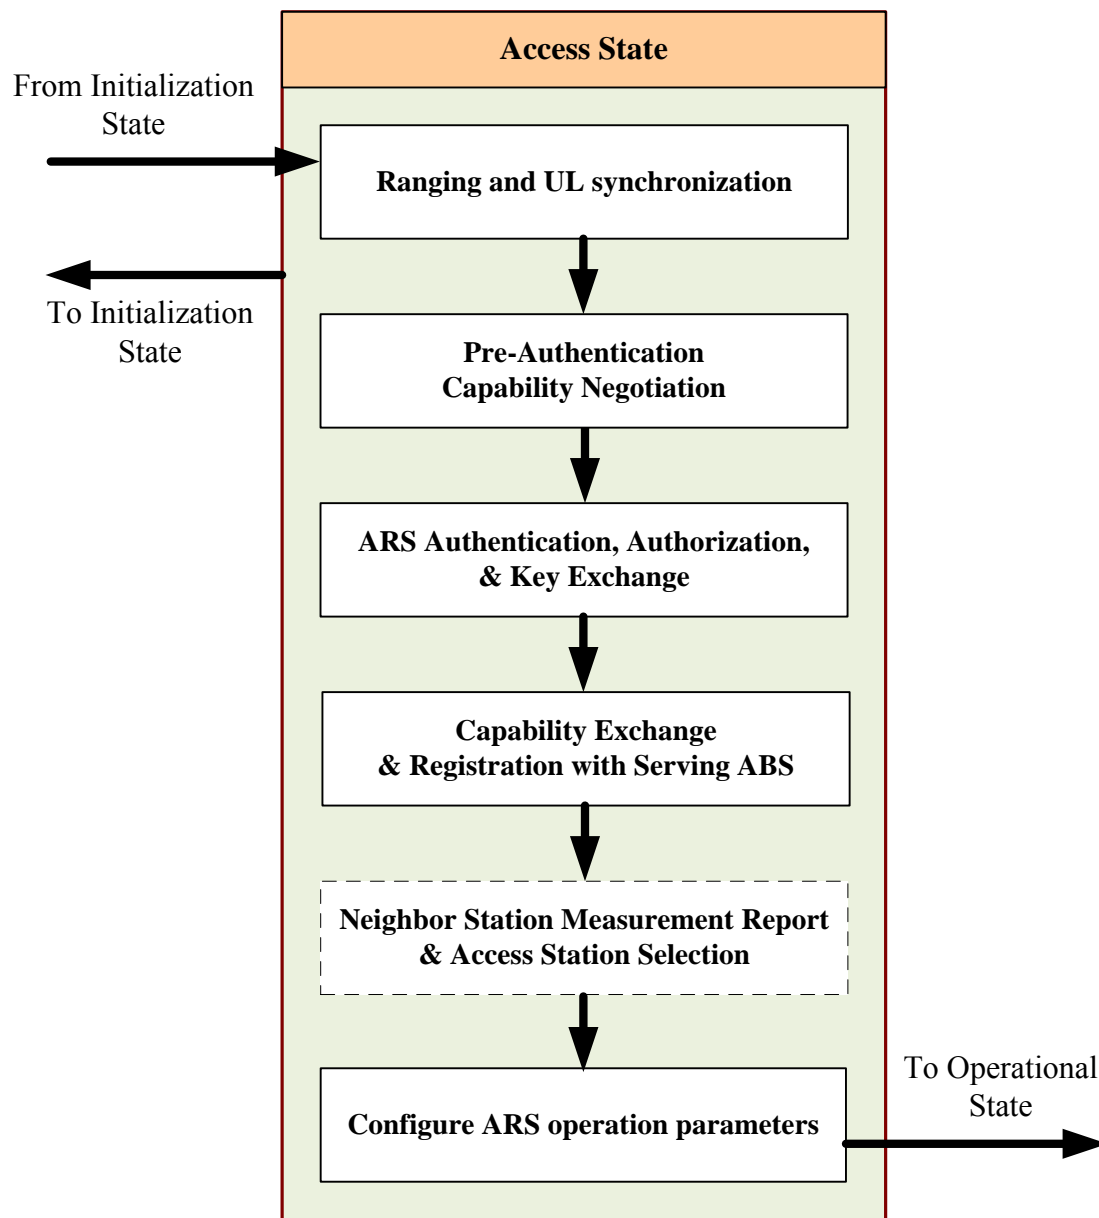 Access State
From Initialization
State
Ranging and UL synchronization
To Initialization
State
Pre-Authentication
Capability Negotiation
ARS Authentication, Authorization,
& Key Exchange
Capability Exchange
& Registration with Serving ABS
Neighbor Station Measurement Report
& Access Station Selection
Configure ARS operation parameters
To Operational
State